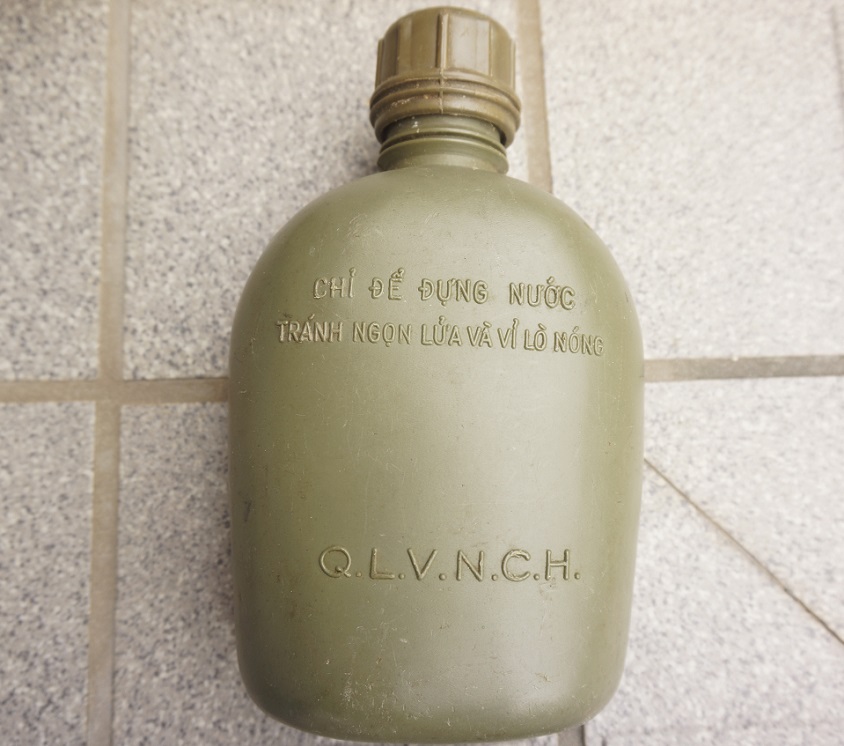 CHỈ ĐỂ ĐỰNG NƯỚC
TRÁNH NGỌN LỬA VÀ VỈ LÒ NÓNG
Q.L.V.N.C.H.